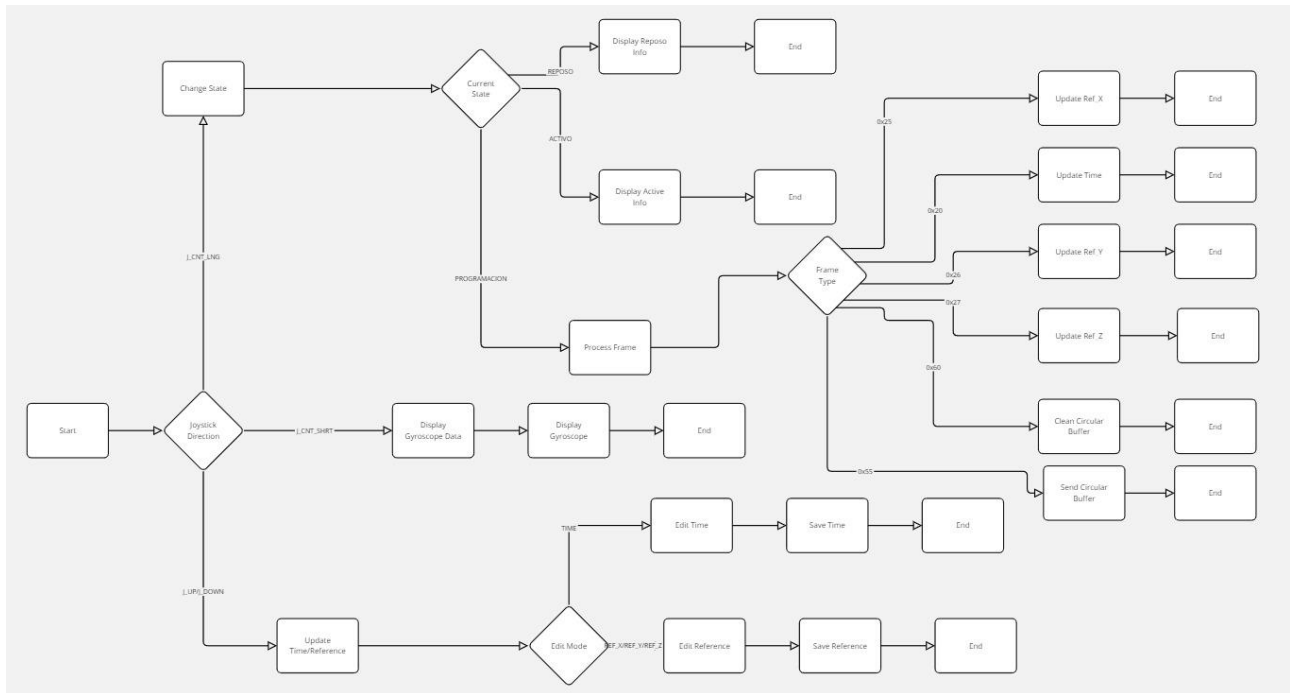 Display Reposo
Info
End
REPOSO
Change State
Current
State
Update Ref_X
End
0x25
ACTIVO
Update Time
End
Display Active
Info
End
0x20
Update Ref_Y
End
J_CNT_LNG
Frame
Type
0x26
PROGRAMACION
0x27
Update Ref_Z
End
Process Frame
0x60
Start
Joystick
Direction
J_CNT_SHRT
Display
Gyroscope Data
Display
Gyroscope
End
Clean Circular
Buffer
End
0x55
Send Circular
Buffer
End
TIME
Edit Time
Save Time
End
J_UP/J_DOWN
Update
Time/Reference
Edit Mode
REF_X/REF_Y/REF_Z
Edit Reference
Save Reference
End